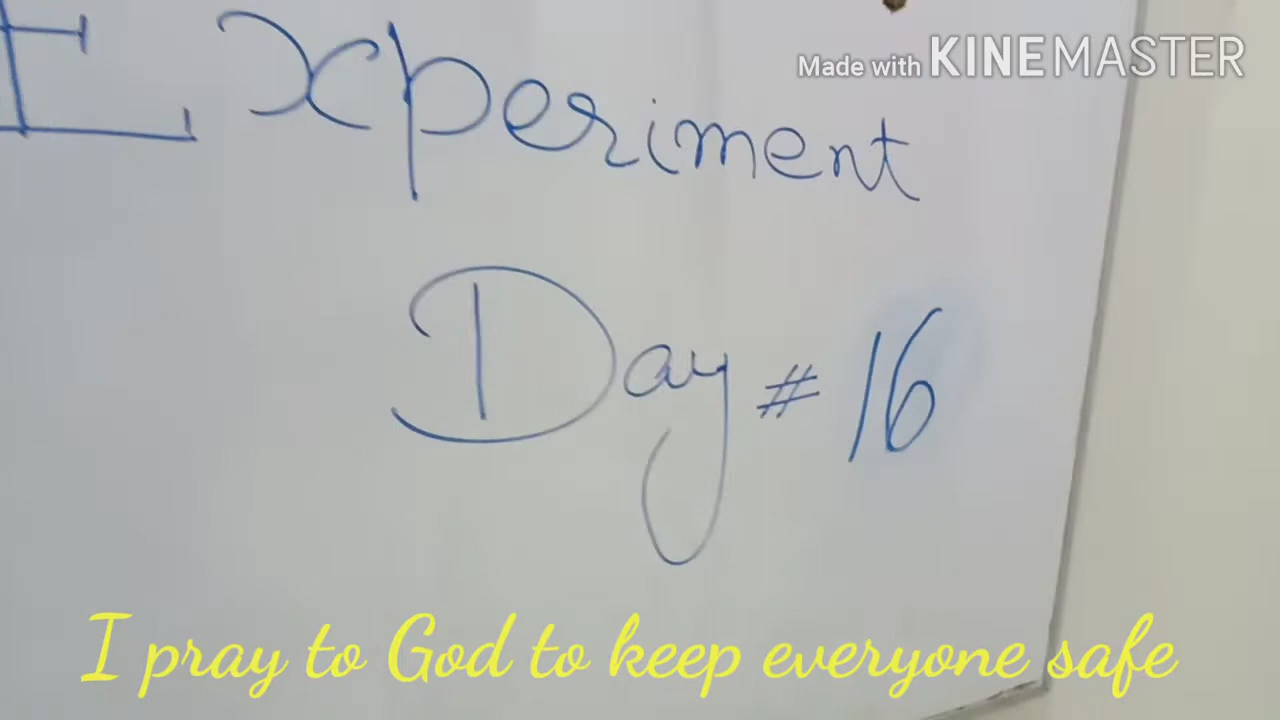 Made with KINEMASTER
Experiment
Day # 16
I pray to God to keep everyone safe